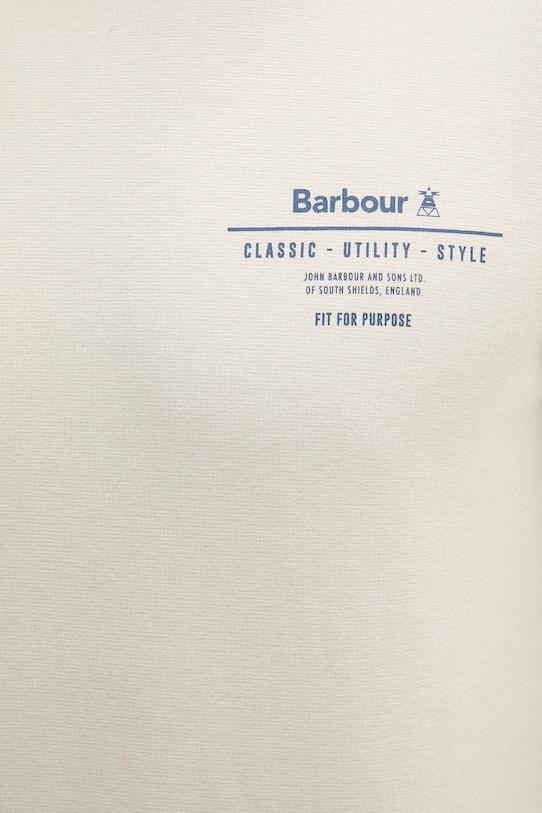 Barbour
CLASSIC - UTILITY - STYLE
JOHN BARBOUR AND SONS LTD.
OF SOUTH SHIELDS, ENGLAND.
FIT FOR PURPOSE